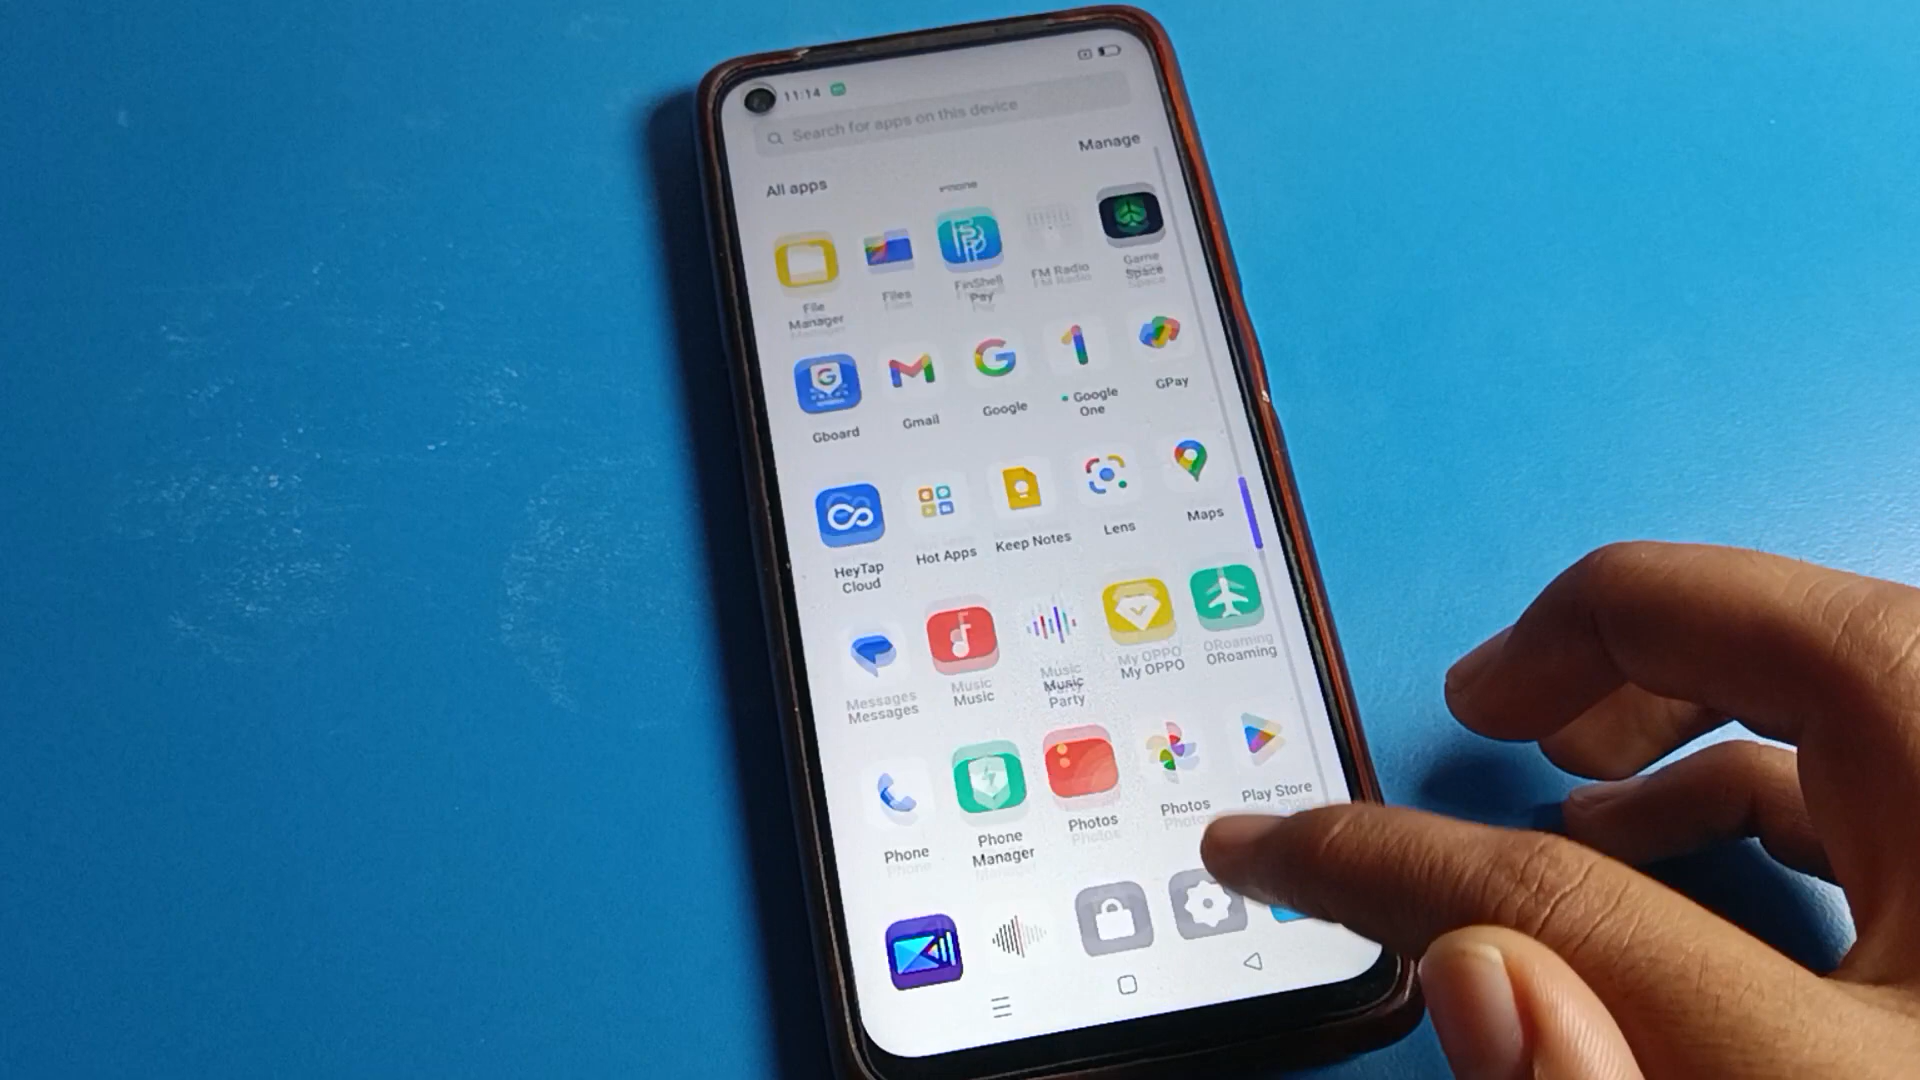 11:14
Search for apps on this device
Manage
All apps
Phone
File Manager
Files
FinShell Pay
FM Radio
Game Space
Gboard
Gmail
Google
Google One
GPay
HeyTap Cloud
Hot Apps
Keep Notes
Lens
Maps
Messages
Music
Music Party
My OPPO
ORoaming
Phone
Phone Manager
Photos
Photos
Play Store